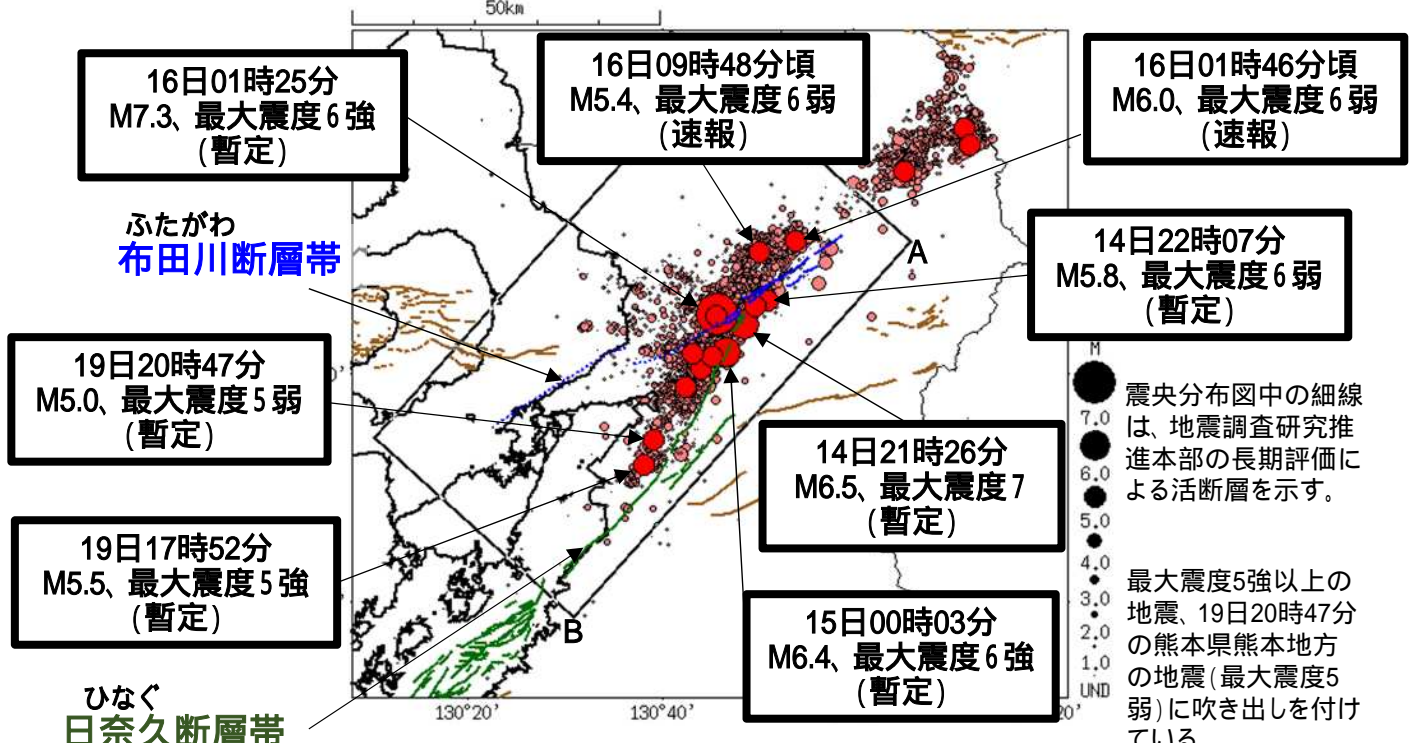 50km
16日01時25分
M7.3、最大震度6強
(暫定)
16日09時48分頃
M5.4、最大震度6弱
(速報)
16日01時46分頃
M6.0、最大震度6弱
(速報)
ふたがわ
布田川断層帯
A
14日22時07分
M5.8、最大震度6弱
(暫定)
19日20時47分
M5.0、最大震度5弱
(暫定)
14日21時26分
M6.5、最大震度7
(暫定)
19日17時52分
M5.5、最大震度5強
(暫定)
B
15日00時03分
M6.4、最大震度6強
(暫定)
ひなぐ
日奈久断層帯
130°20'
130°40'
20'
M
7.0
6.0
5.0
4.0
3.0
2.0
1.0
UND
震央分布図中の細線
は、地震調査研究推
進本部の長期評価に
よる活断層を示す。
最大震度5強以上の
地震、19日20時47分
の熊本県熊本地方
の地震(最大震度5
弱)に吹き出しを付け
ている